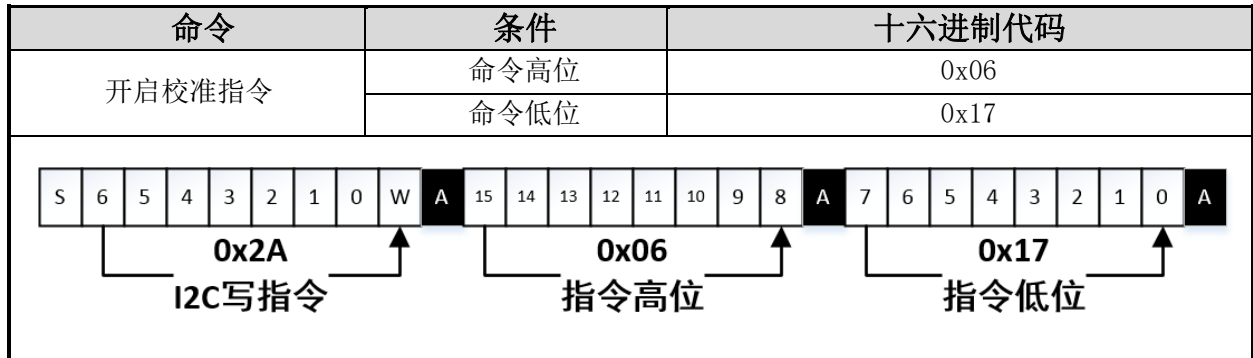 命令 条件 十六进制代码
开启校准指令 命令高位 0x06
命令低位 0x17
S 6 5 4 3 2 1 0 W A 15 14 13 12 11 10 9 8 A 7 6 5 4 3 2 1 0 A
0x2A 0x06 0x17
I2C写指令 指令高位 指令低位